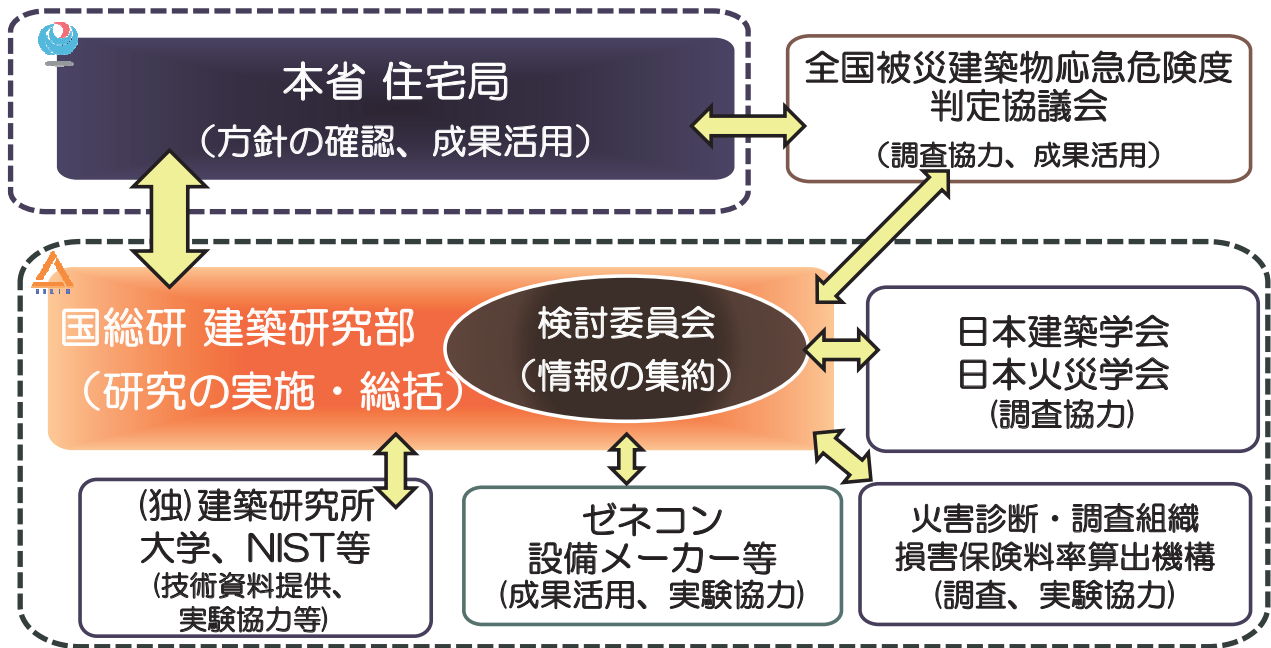 本省 住宅局
（方針の確認、成果活用）
全国被災建築物応急危険度
判定協議会
（調査協力、成果活用）
国総研 建築研究部
（研究の実施・総括）
検討委員会
（情報の集約）
日本建築学会
日本火災学会
(調査協力)
(独)建築研究所
大学、NIST等
(技術資料提供、
実験協力等)
ゼネコン
設備メーカー等
(成果活用、実験協力)
火害診断・調査組織
損害保険料率算出機構
(調査、実験協力)